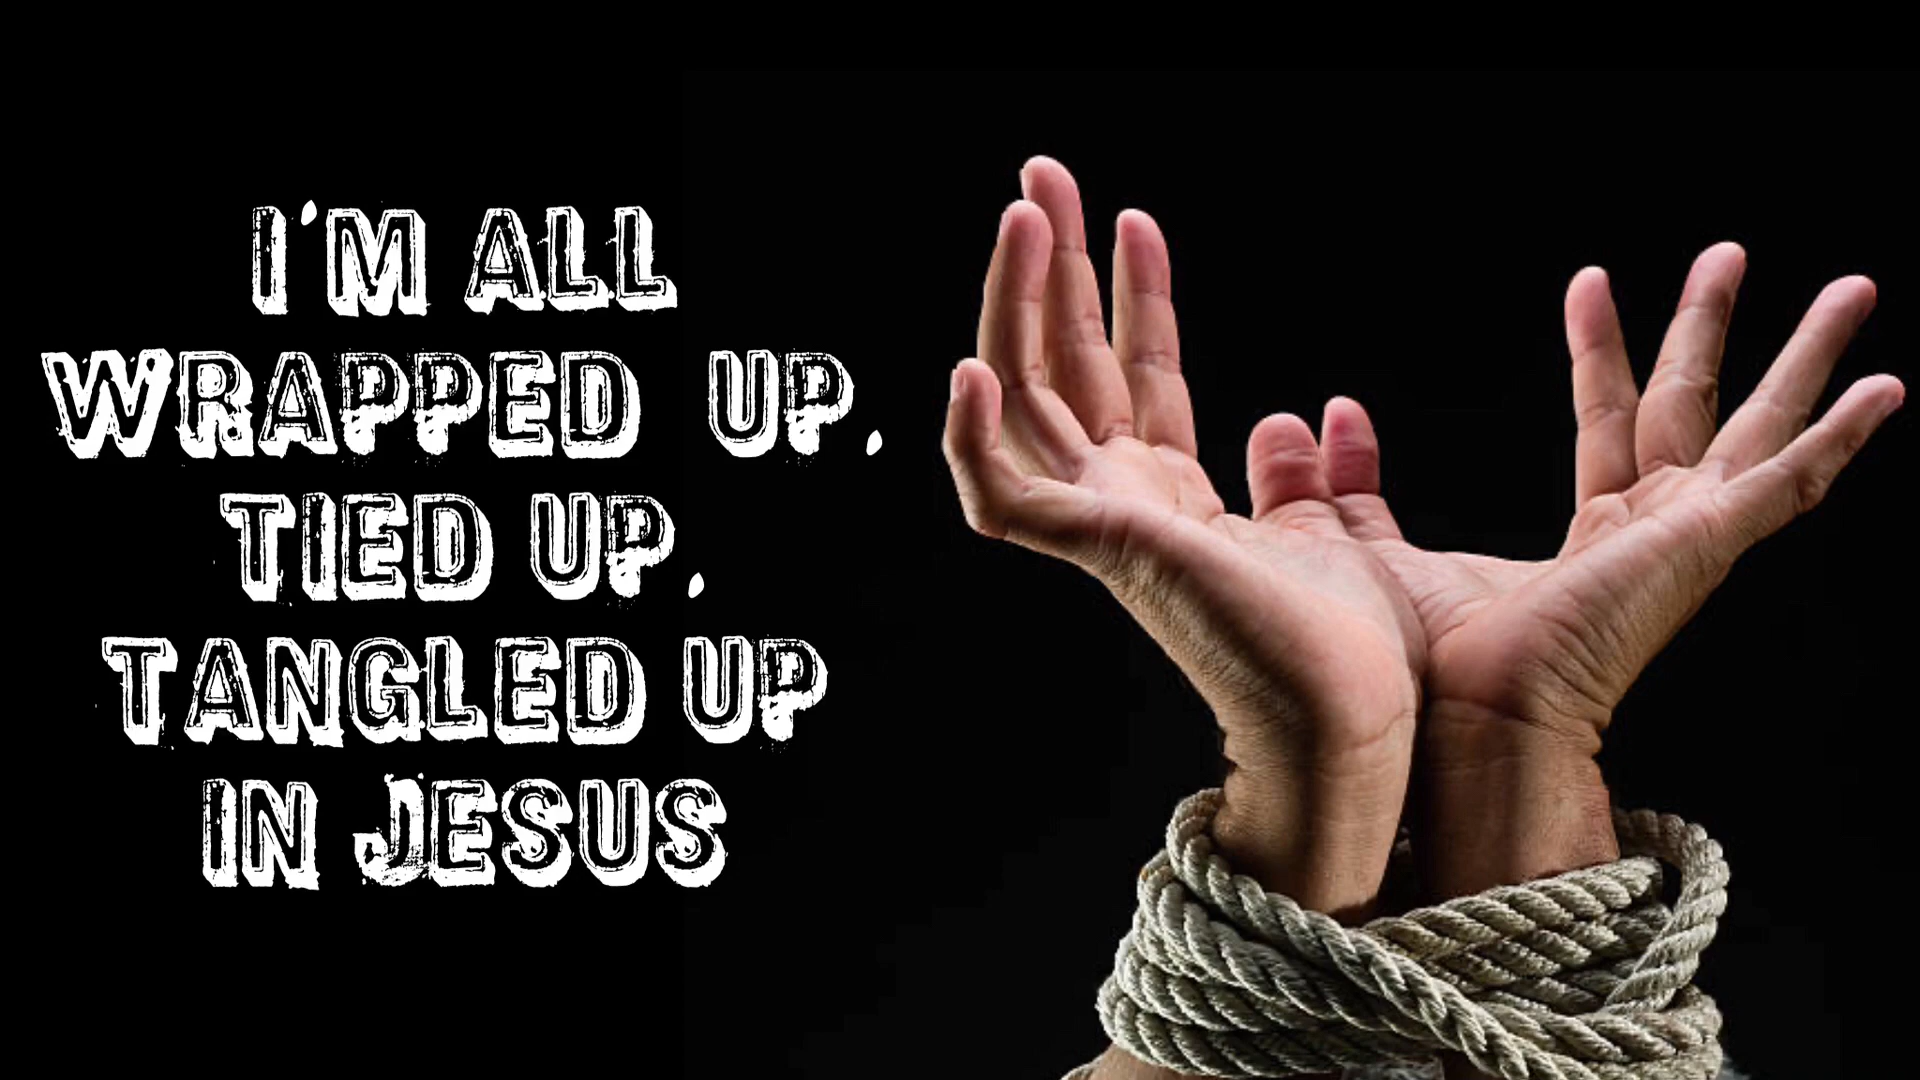 I'M ALL
WRAPPED UP,
TIED UP,
TANGLED UP
IN JESUS